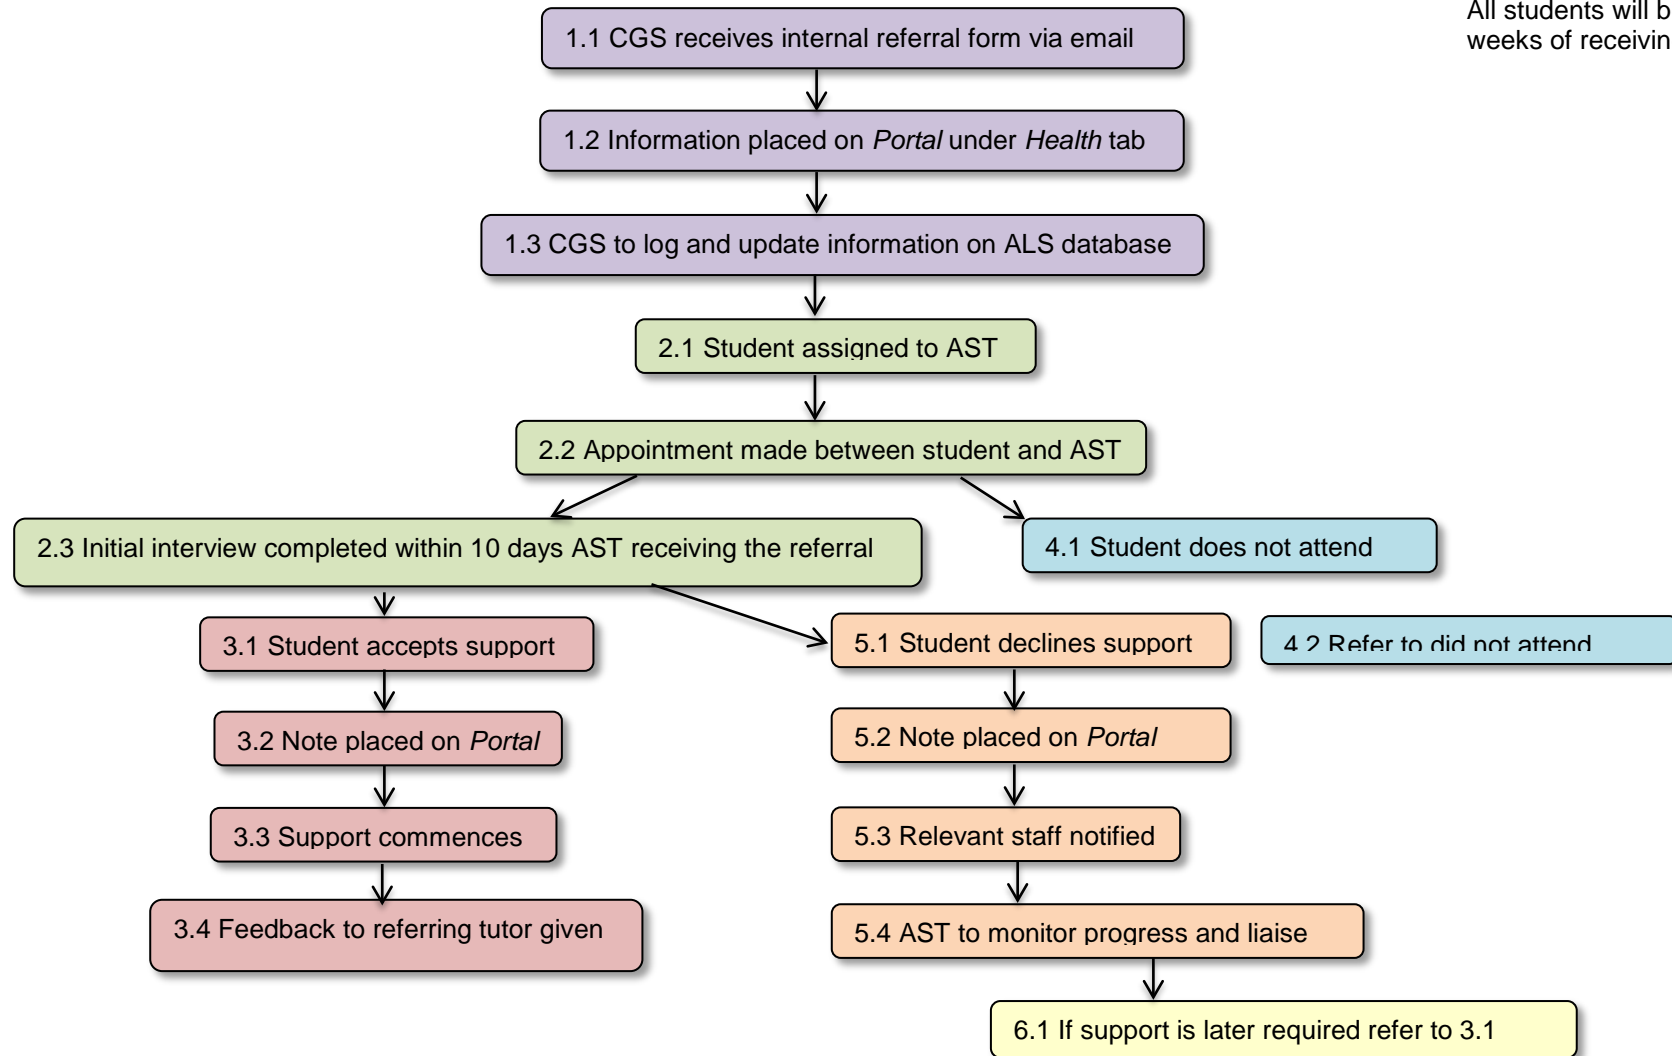 All students will b
weeks of receivin
1.1 CGS receives internal referral form via email
1.2 Information placed on Portal under Health tab
1.3 CGS to log and update information on ALS database
2.1 Student assigned to AST
2.2 Appointment made between student and AST
2.3 Initial interview completed within 10 days AST receiving the referral
4.1 Student does not attend
3.1 Student accepts support
5.1 Student declines support
4.2 Refer to did not attend
3.2 Note placed on Portal
5.2 Note placed on Portal
3.3 Support commences
5.3 Relevant staff notified
3.4 Feedback to referring tutor given
5.4 AST to monitor progress and liaise
6.1 If support is later required refer to 3.1